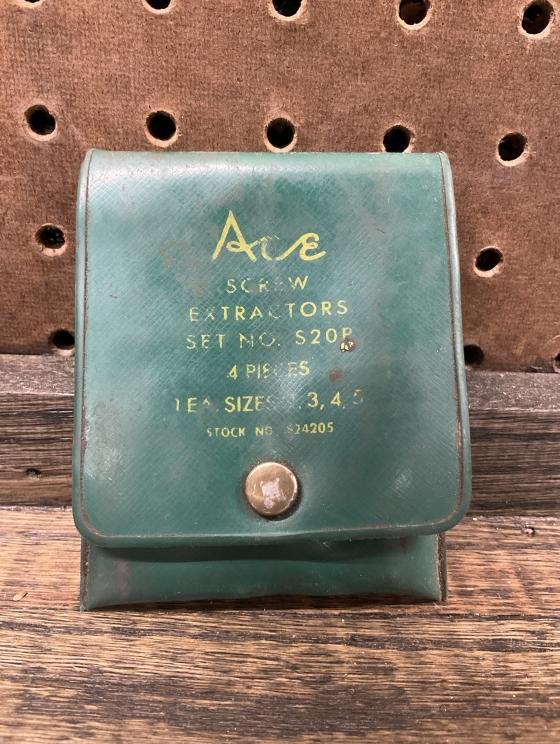 Ace
SCREW
EXTRACTORS
SET NO. S20P
4 PIECES
1 EA. SIZES 3, 4, 5
STOCK NO.